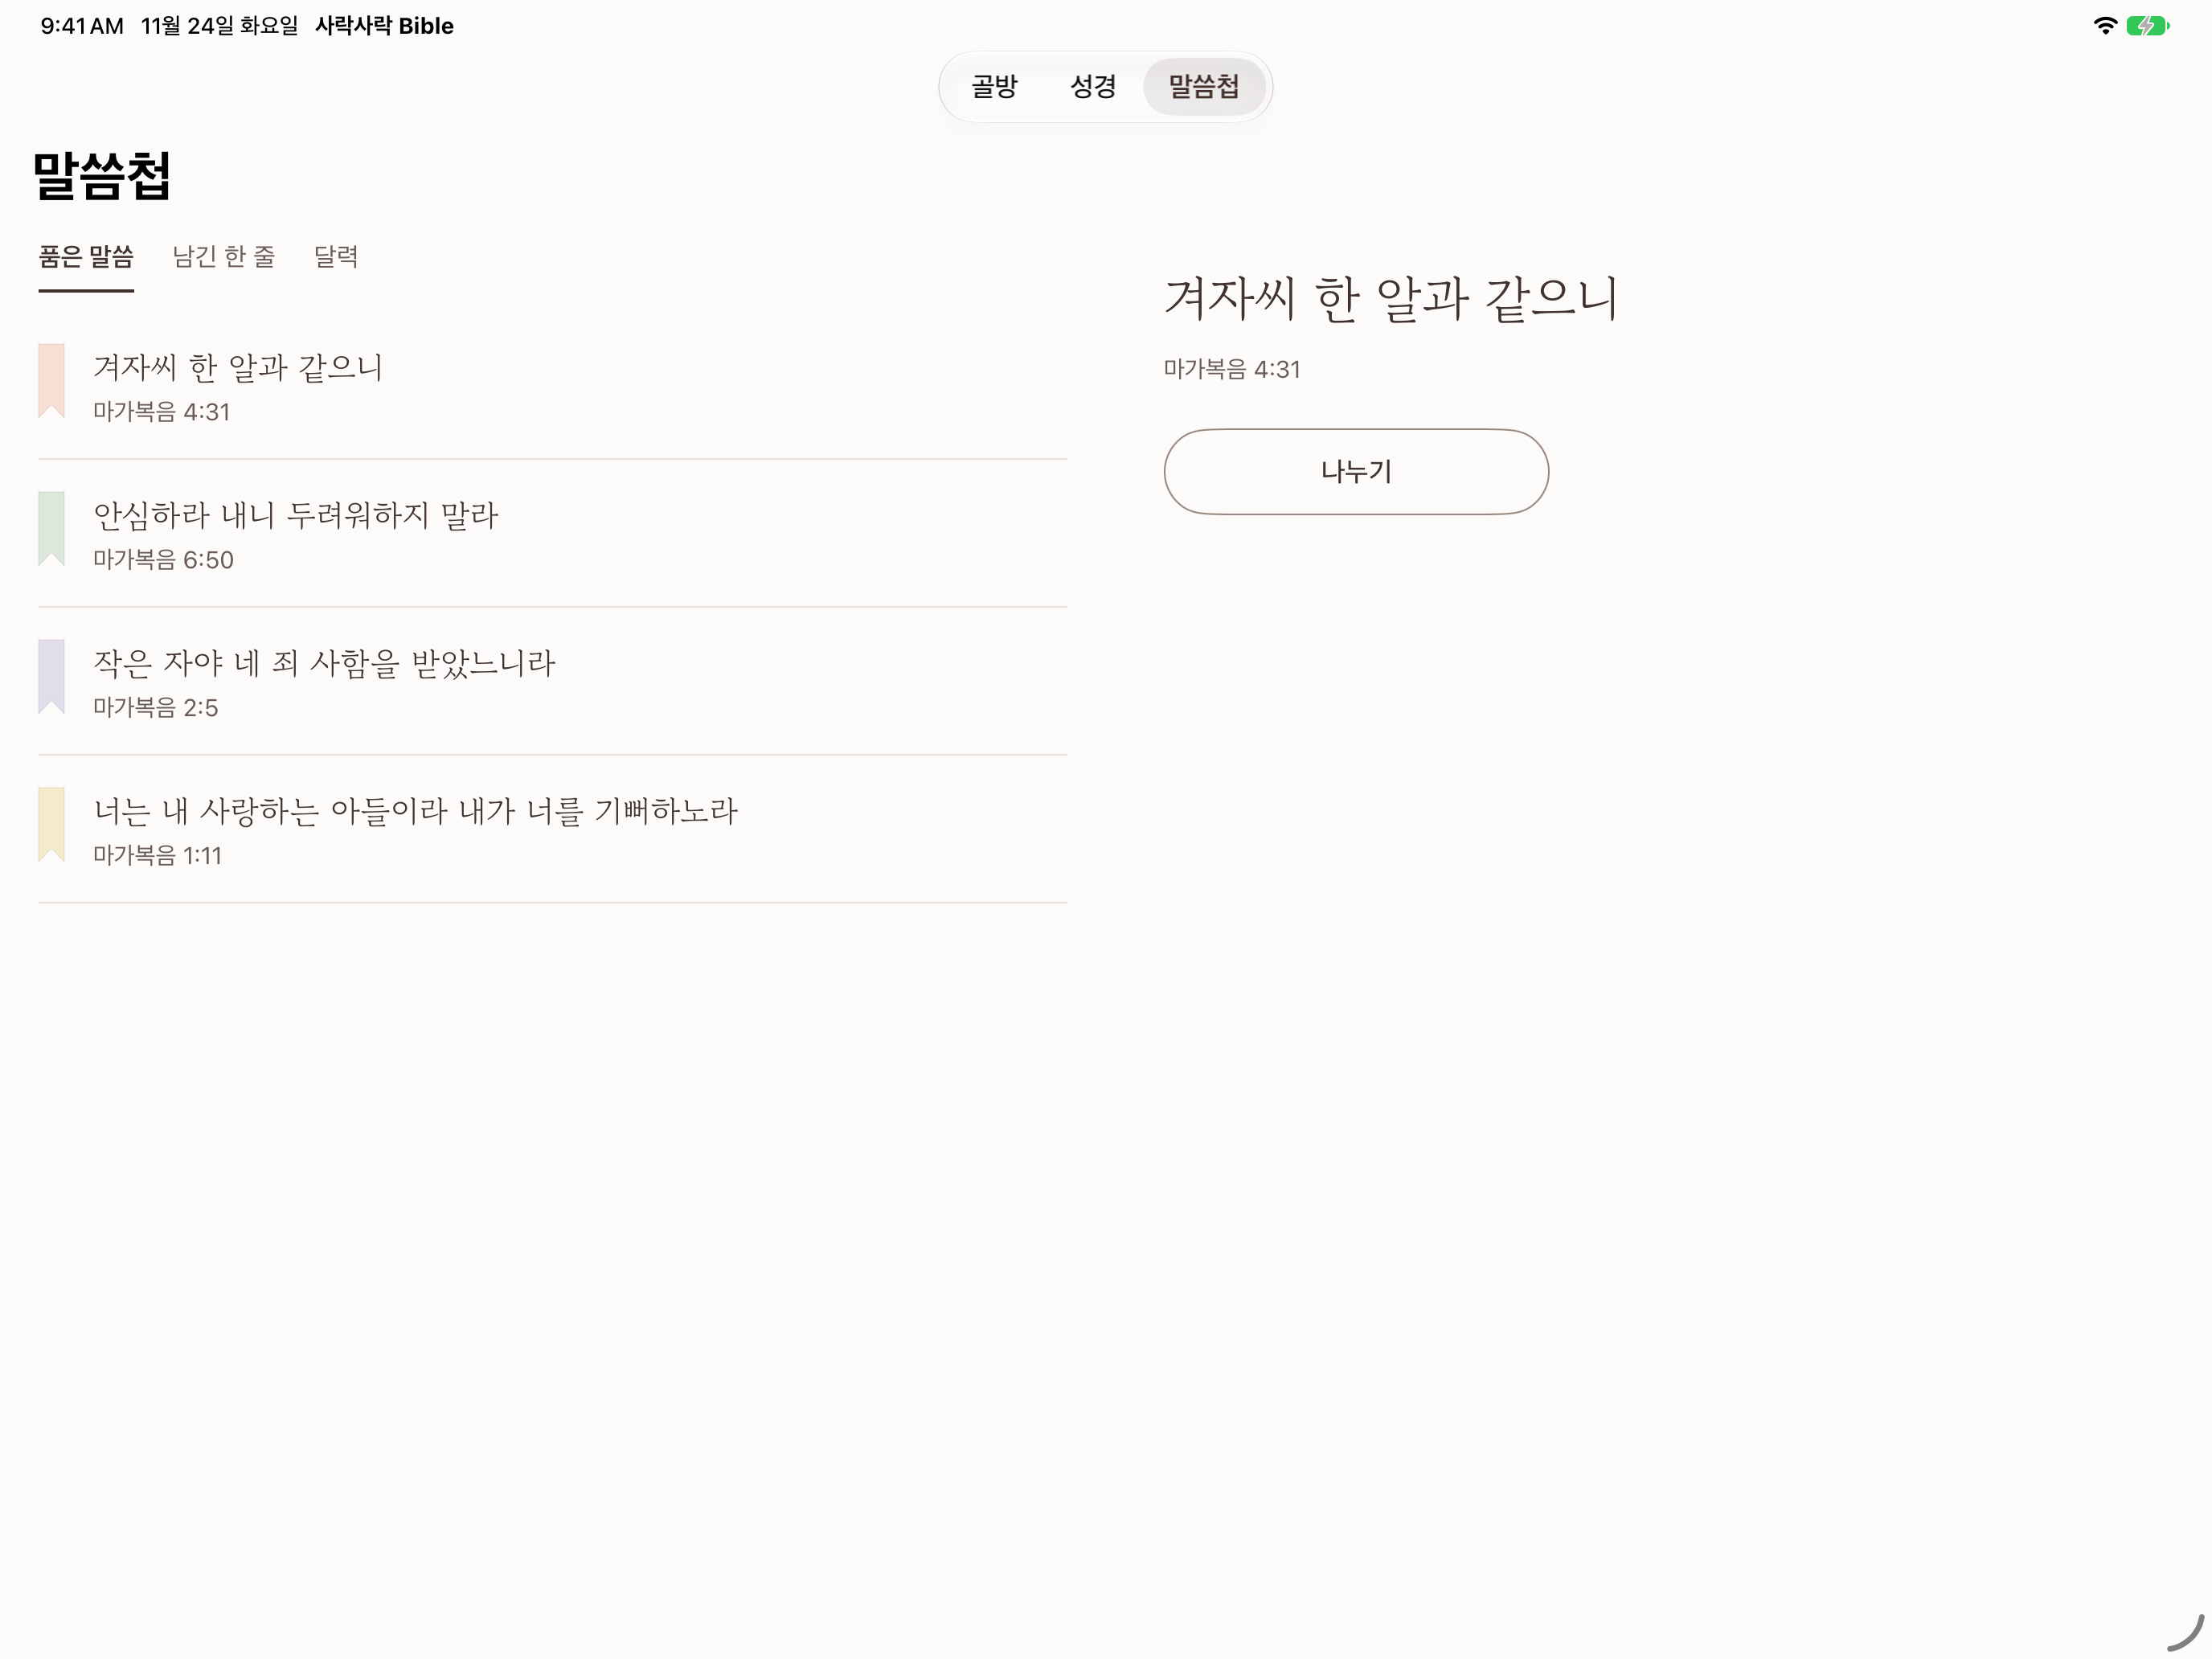 9:41 AM 11월 24일 화요일 사락사락 Bible
골방 성경 말씀첩
말씀첩
품은 말씀 남긴 한 줄 달력
겨자씨 한 알과 같으니
마가복음 4:31
안심하라 내니 두려워하지 말라
마가복음 6:50
작은 자야 네 죄 사함을 받았느니라
마가복음 2:5
너는 내 사랑하는 아들이라 내가 너를 기뻐하노라
마가복음 1:11
겨자씨 한 알과 같으니
마가복음 4:31
나누기